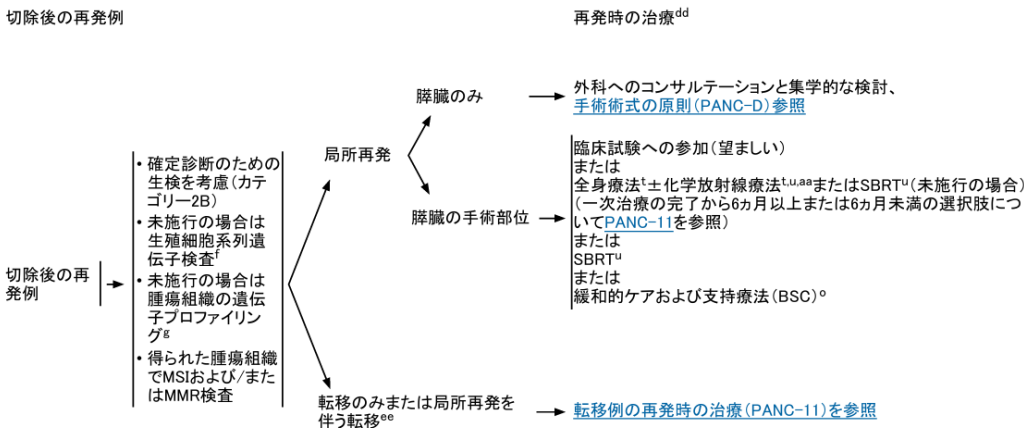 切除後の再発例
再発時の治療dd
膵臓のみ
外科へのコンサルテーションと集学的な検討、
手術術式の原則(PANC-D)参照
局所再発
• 確定診断のための
生検を考慮(カテ
ゴリー2B)
• 未施行の場合は
生殖細胞系列遺
伝子検査f
• 未施行の場合は
腫瘍組織の遺伝
子プロファイリン
グg
• 得られた腫瘍組織
でMSIおよび/また
はMMR検査
切除後の再
発例
膵臓の手術部位
臨床試験への参加(望ましい)
または
全身療法t±化学放射線療法t,u,aaまたはSBRTu(未施行の場合)
(一次治療の完了から6ヵ月以上または6ヵ月未満の選択肢につ
いてPANC-11を参照)
または
SBRTu
または
緩和的ケアおよび支持療法(BSC)o
転移のみまたは局所再発を
伴う転移ee
転移例の再発時の治療(PANC-11)を参照